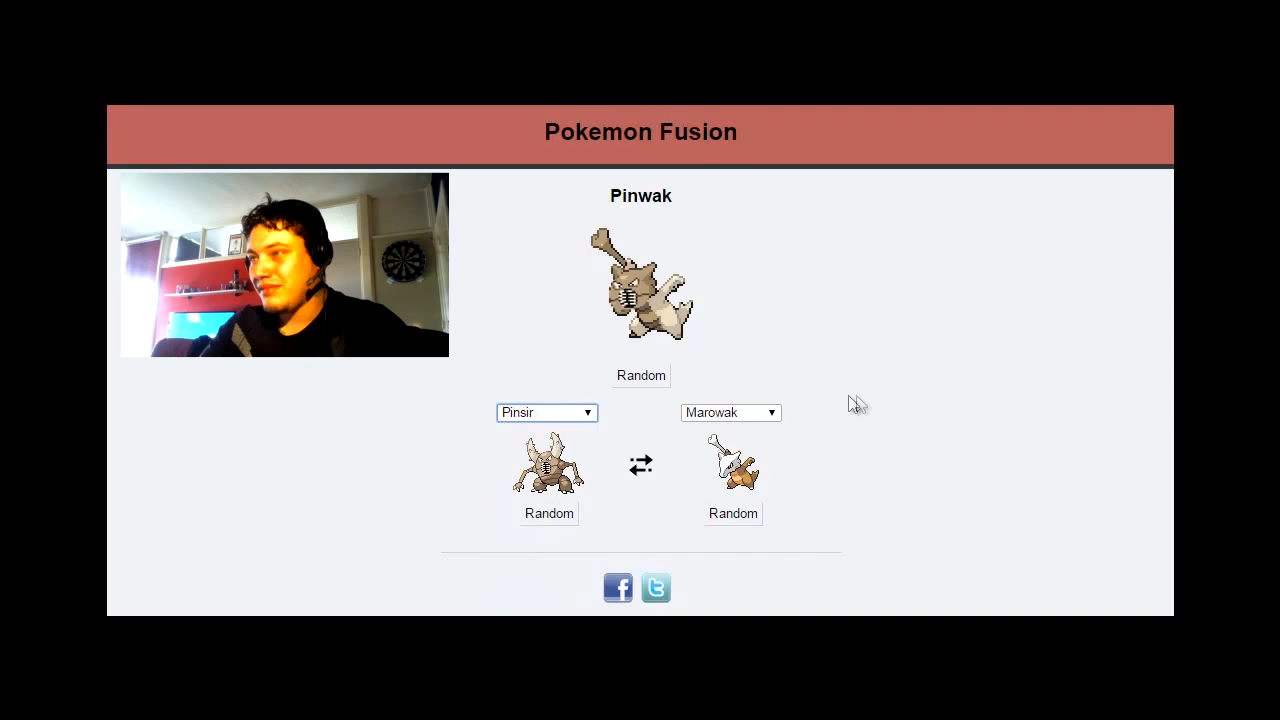 Pokemon Fusion
Pinwak
Random
Pinsir
Marowak
Random
Random